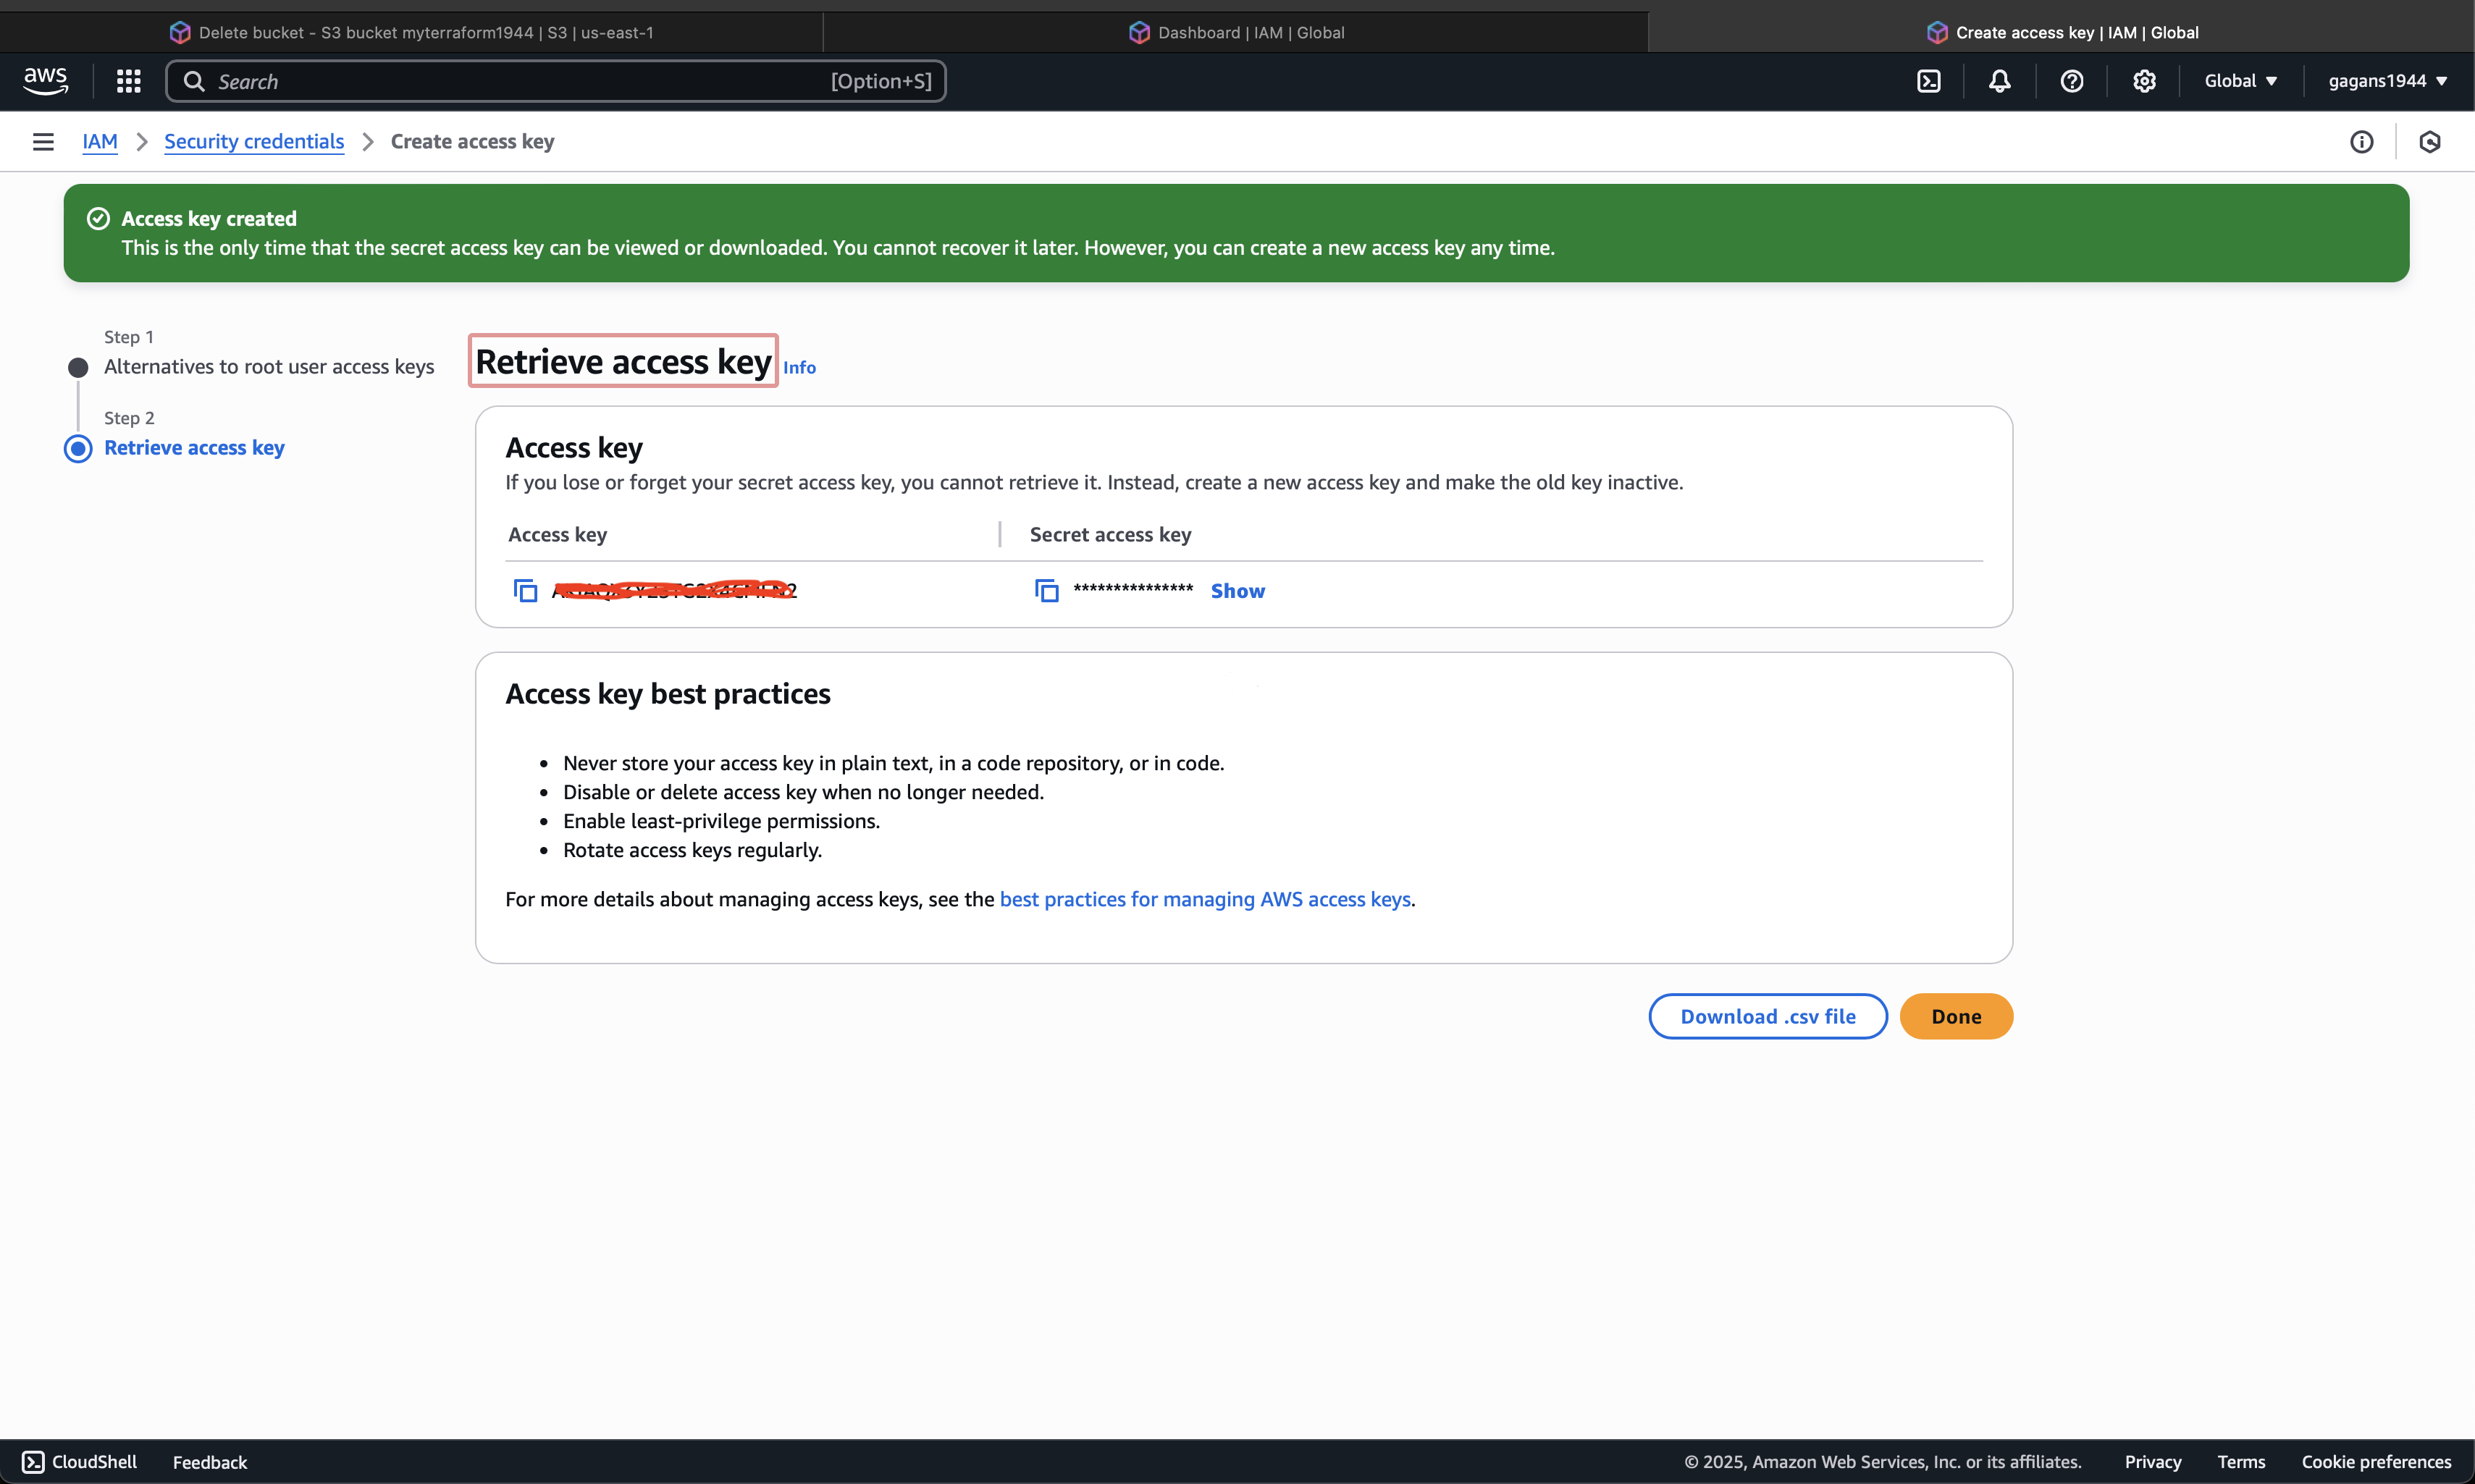 Delete bucket - S3 bucket myterraform1944 | S3 | us-east-1
Dashboard | IAM | Global
Create access key | IAM | Global
aws
Search
[Option+S]
Global
gagans1944
IAM
Security credentials
Create access key
Access key created
This is the only time that the secret access key can be viewed or downloaded. You cannot recover it later. However, you can create a new access key any time.
Step 1
Alternatives to root user access keys
Step 2
Retrieve access key
Retrieve access key Info
Access key
If you lose or forget your secret access key, you cannot retrieve it. Instead, create a new access key and make the old key inactive.
Access key
Secret access key
*************** Show
Access key best practices
• Never store your access key in plain text, in a code repository, or in code.
• Disable or delete access key when no longer needed.
• Enable least-privilege permissions.
• Rotate access keys regularly.
For more details about managing access keys, see the best practices for managing AWS access keys.
Download .csv file
Done
CloudShell
Feedback
© 2025, Amazon Web Services, Inc. or its affiliates.
Privacy
Terms
Cookie preferences